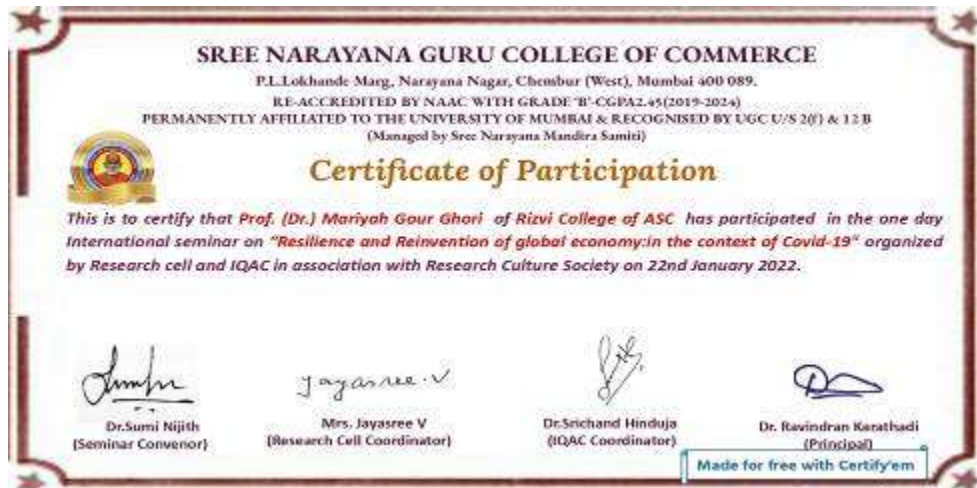 SREE NARAYANA GURU COLLEGE OF COMMERCE
P.L.Lokhande Marg, Narayana Nagar, Chembur (West), Mumbai 400 089.
RE-ACCREDITED BY NAAC WITH GRADE 'B'-CGPA2.45(2019-2024)
PERMANENTLY AFFILIATED TO THE UNIVERSITY OF MUMBAI & RECOGNISED BY UGC U/S 2(f) & 12 B
(Managed by Sree Narayana Mandira Samiti)
Certificate of Participation
This is to certify that Prof. (Dr.) Mariyah Gour Ghori of Rizvi College of ASC has participated in the one day
International seminar on "Resilience and Reinvention of global economy:in the context of Covid-19" organized
by Research cell and IQAC in association with Research Culture Society on 22nd January 2022.
Jayasree.V
Dr.Sumi Nijith
(Seminar Convenor)
Mrs. Jayasree V
(Research Cell Coordinator)
Dr.Srichand Hinduja
(IQAC Coordinator)
Dr. Ravindran Karathadi
(Principal)
Made for free with Certify'em